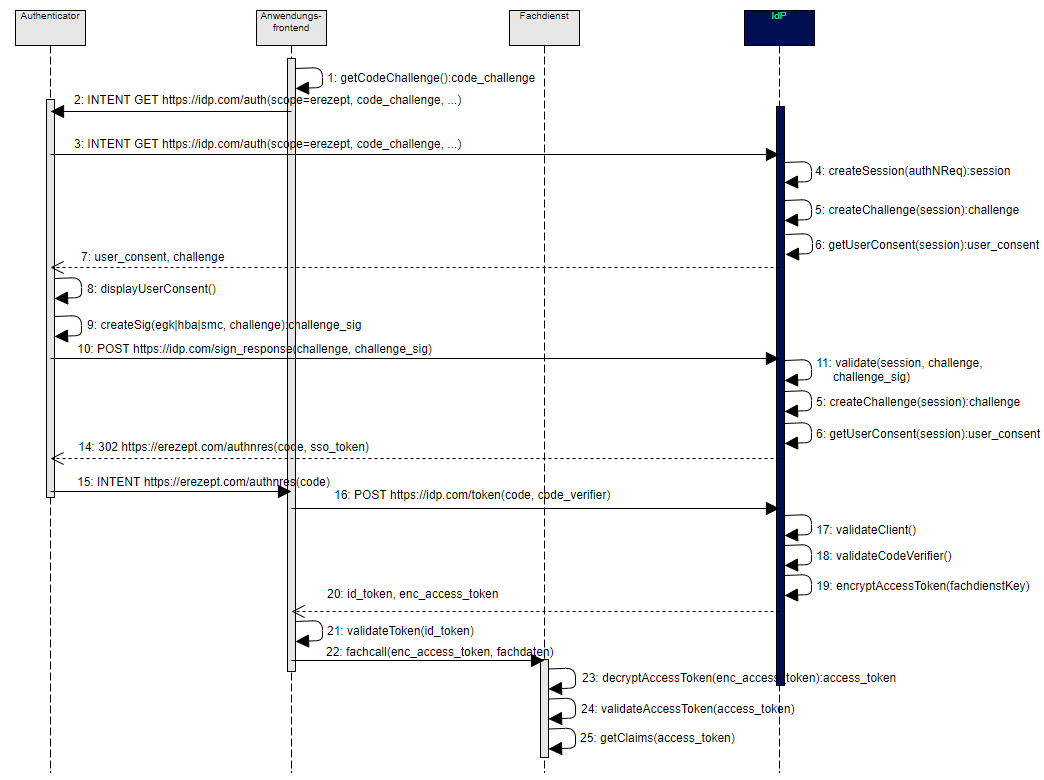 Authenticator
Anwendungs-
frontend
Fachdienst
IdP
1: getCodeChallenge():code_challenge
2: INTENT GET https://idp.com/auth(scope=erezept, code_challenge, ...)
3: INTENT GET https://idp.com/auth(scope=erezept, code_challenge, ...)
4: createSession(authNReq):session
5: createChallenge(session):challenge
6: getUserConsent(session):user_consent
7: user_consent, challenge
8: displayUserConsent()
9: createSig(egk|hba|smc, challenge):challenge_sig
10: POST https://idp.com/sign_response(challenge, challenge_sig)
11: validate(session, challenge,
challenge_sig)
5: createChallenge(session):challenge
6: getUserConsent(session):user_consent
14: 302 https://erezept.com/authnres(code, sso_token)
15: INTENT https://erezept.com/authnres(code)
16: POST https://idp.com/token(code, code_verifier)
17: validateClient()
18: validateCodeVerifier()
19: encryptAccessToken(fachdienstKey)
20: id_token, enc_access_token
21: validateToken(id_token)
22: fachcall(enc_access_token, fachdaten)
23: decryptAccessToken(enc_access_token):access_token
24: validateAccessToken(access_token)
25: getClaims(access_token)